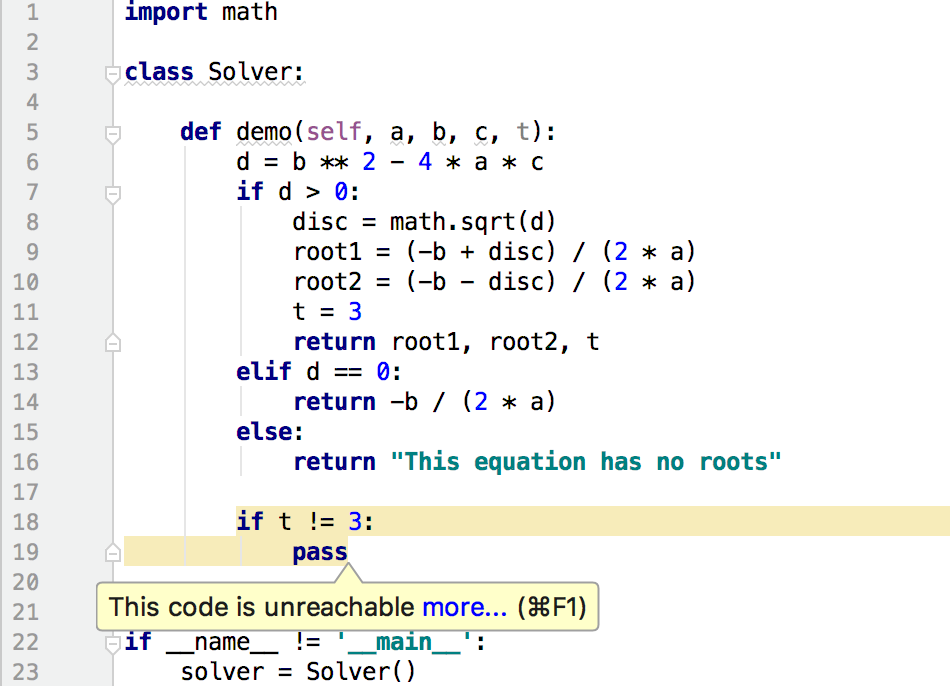 1 import math
2
3 class Solver:
4
5     def demo(self, a, b, c, t):
6         d = b ** 2 - 4 * a * c
7         if d > 0:
8             disc = math.sqrt(d)
9             root1 = (-b + disc) / (2 * a)
10             root2 = (-b - disc) / (2 * a)
11             t = 3
12             return root1, root2, t
13         elif d == 0:
14             return -b / (2 * a)
15         else:
16             return "This equation has no roots"
17
18         if t != 3:
19             pass
20
21 This code is unreachable more... (⌘F1)
22 if __name__ != '__main__':
23     solver = Solver()